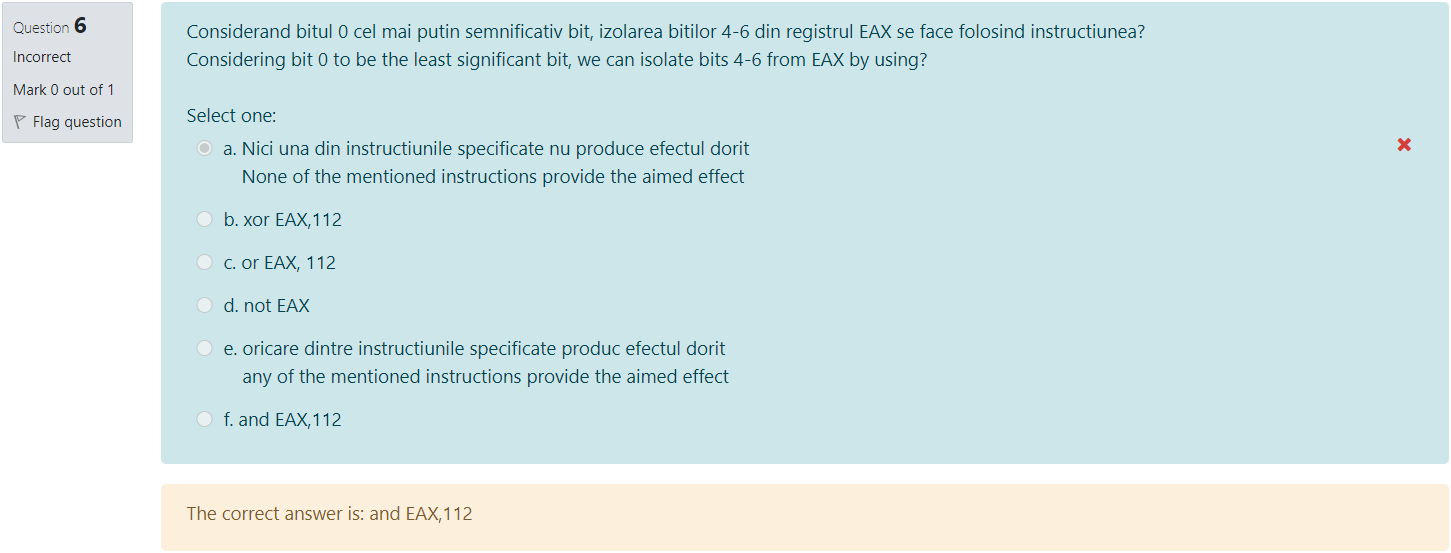 Question 6
Incorrect
Mark 0 out of 1
Flag question
Considerand bitul 0 cel mai putin semnificativ bit, izolarea bitilor 4-6 din registrul EAX se face folosind instructiunea?
Considering bit 0 to be the least significant bit, we can isolate bits 4-6 from EAX by using?
Select one:
a. Nici una din instructiunile specificate nu produce efectul dorit
None of the mentioned instructions provide the aimed effect
b. xor EAX,112
c. or EAX, 112
d. not EAX
e. oricare dintre instructiunile specificate produc efectul dorit
any of the mentioned instructions provide the aimed effect
f. and EAX,112
The correct answer is: and EAX,112